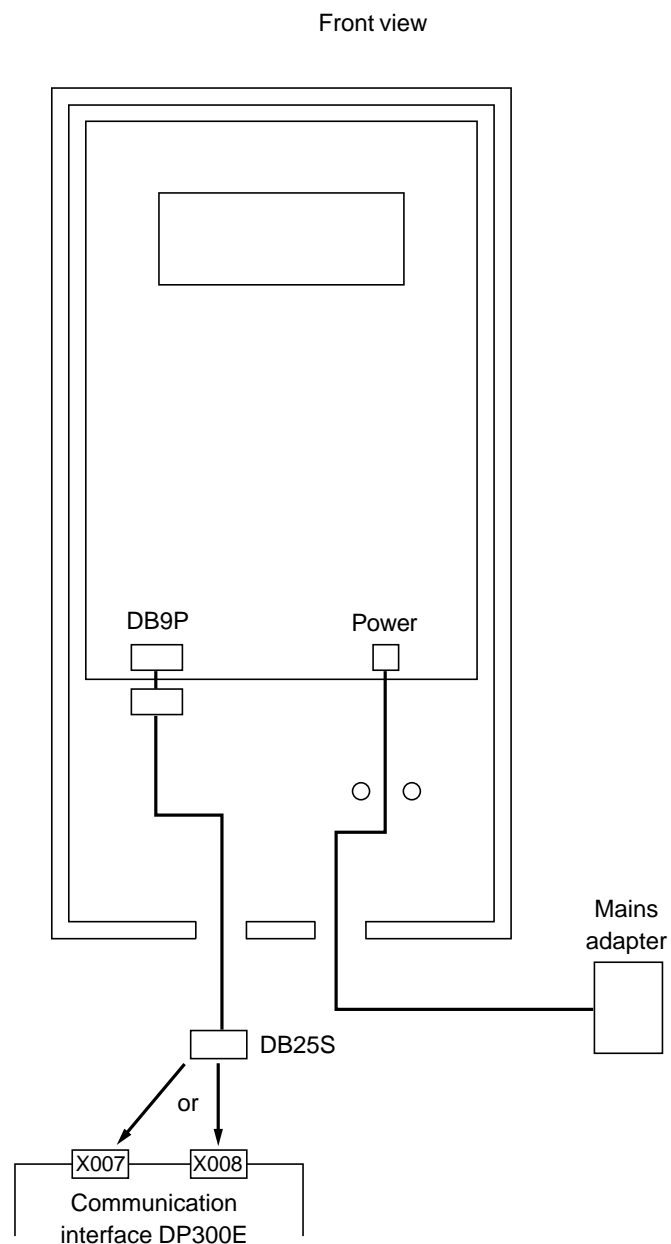 Front view
DB9P
Power
Mains
adapter
DB25S
or
X007
X008
Communication
interface DP300E